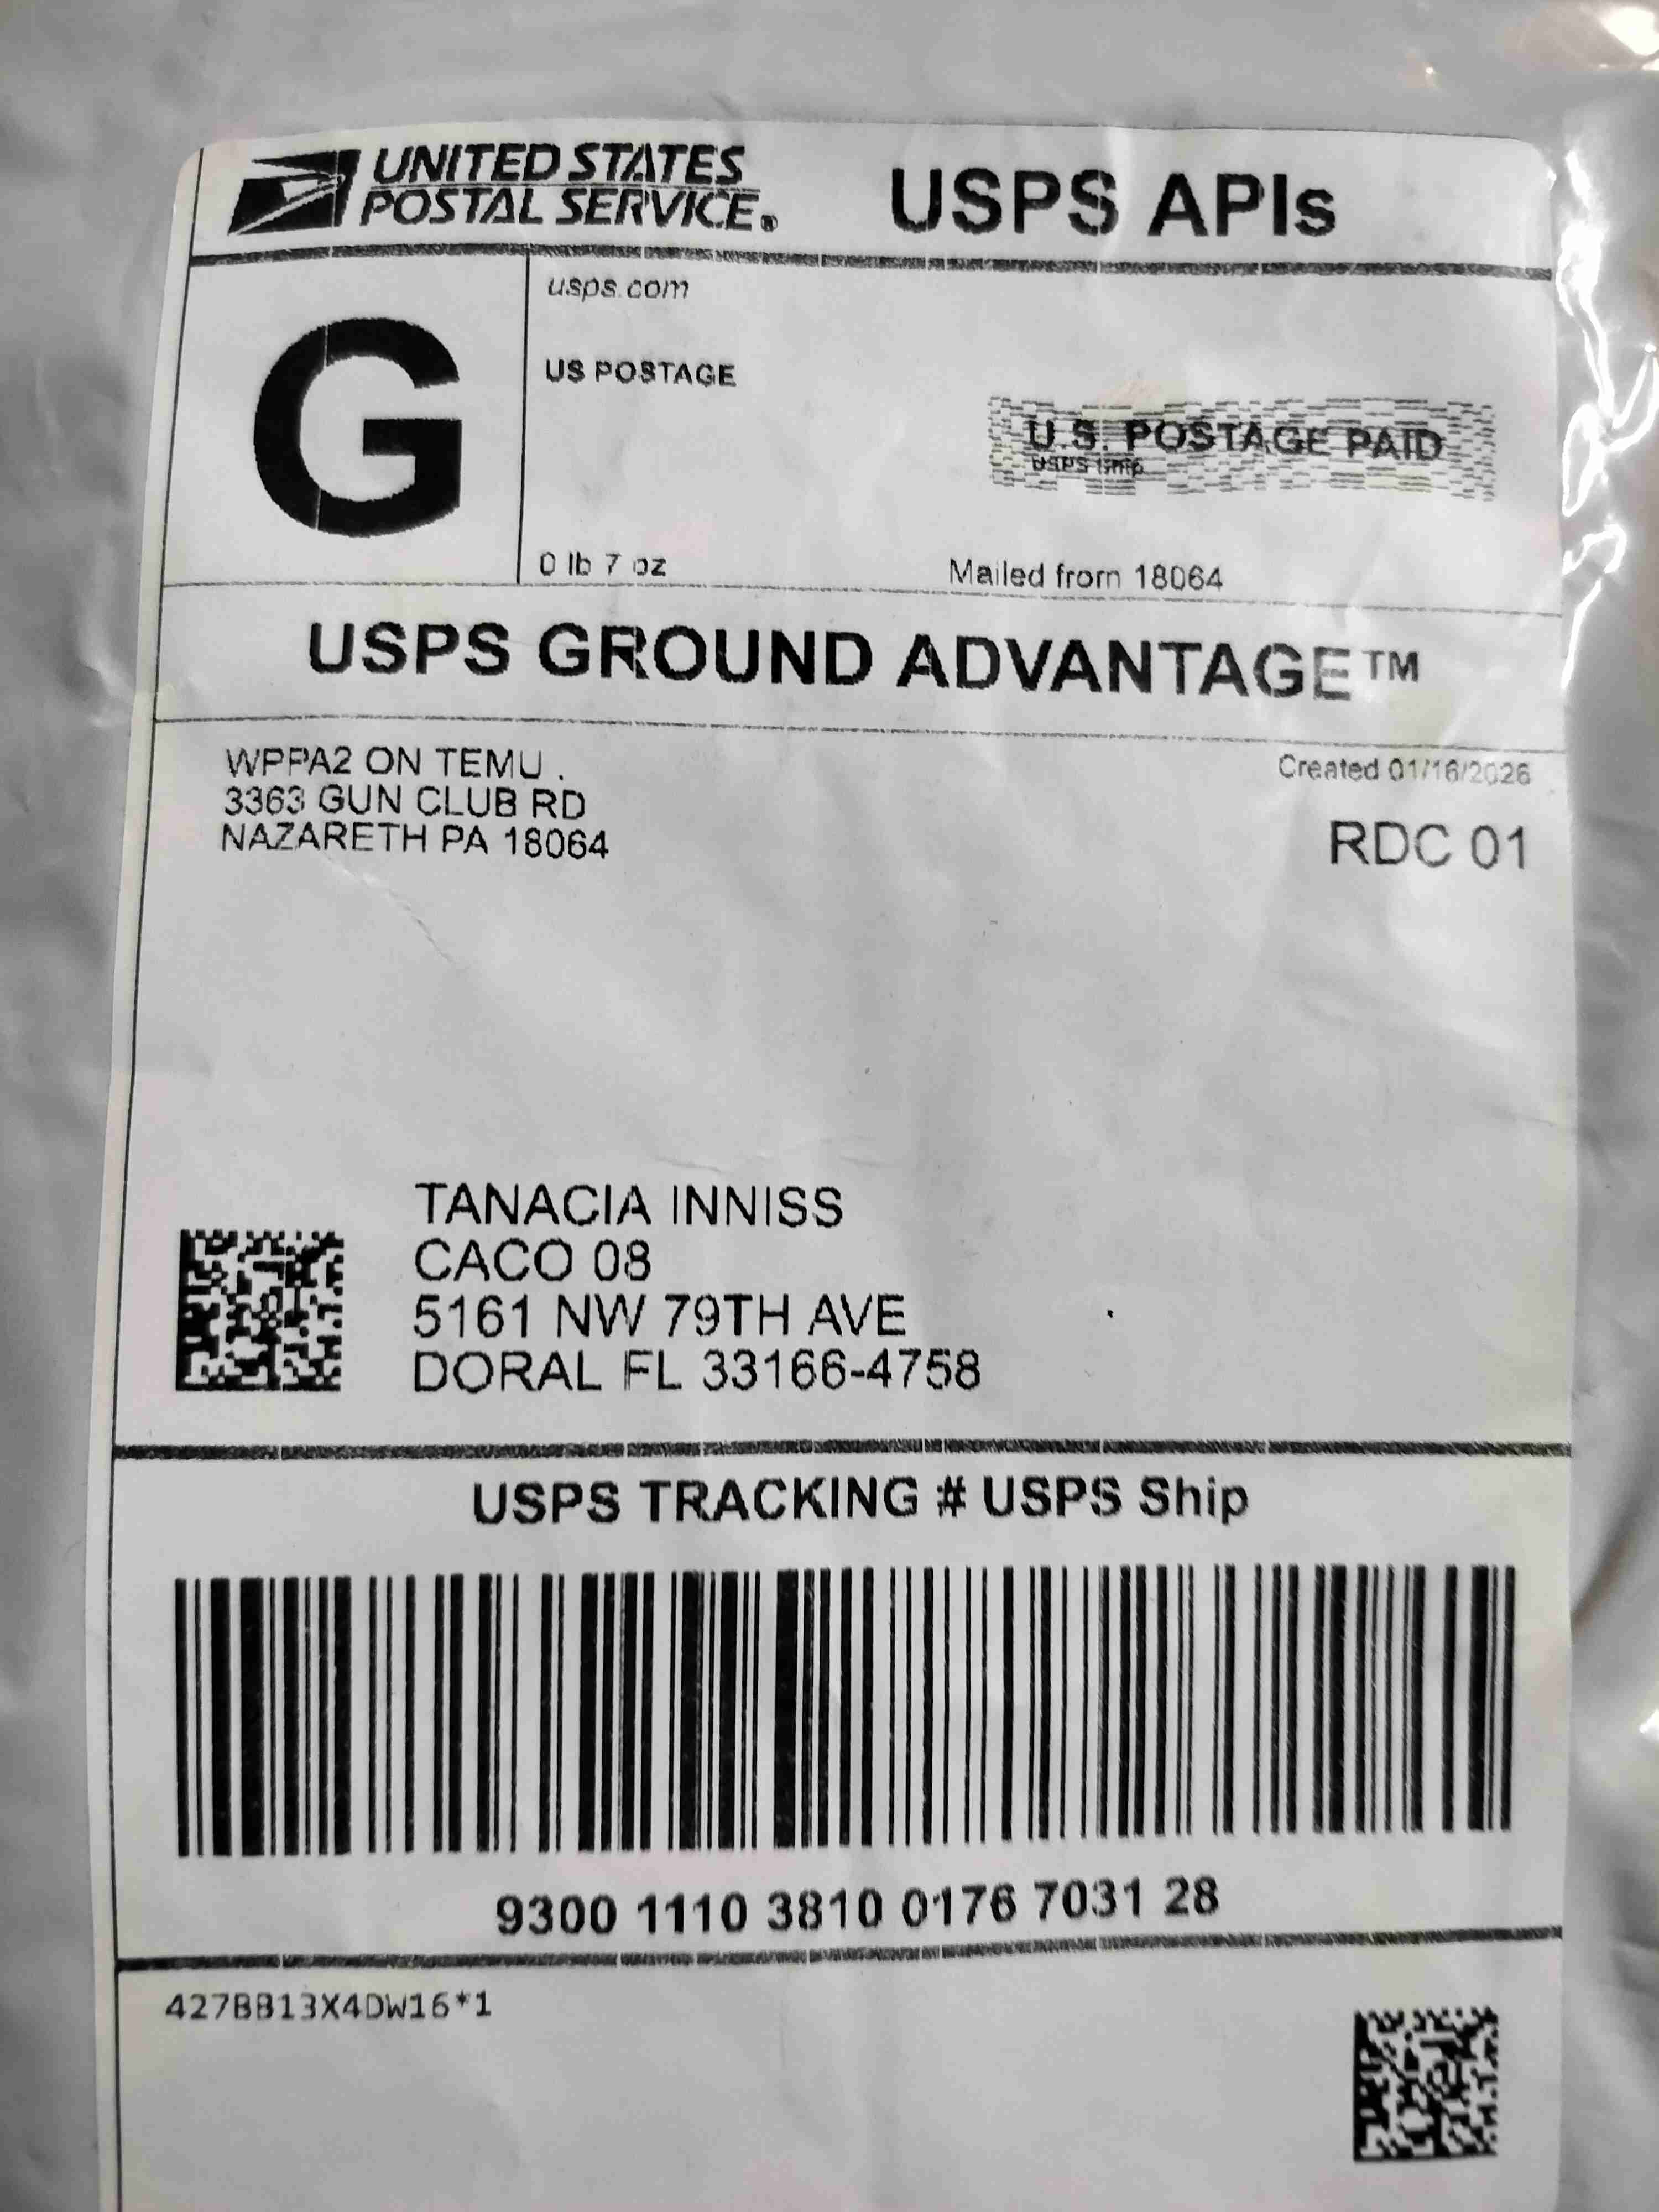 UNITED STATES
POSTAL SERVICE®
USPS APIs
G
usps.com
US POSTAGE
U.S. POSTAGE PAID
USPS Ship
0 lb 7 oz
Mailed from 18064
USPS GROUND ADVANTAGE™
WPPA2 ON TEMU .
3363 GUN CLUB RD
NAZARETH PA 18064
Created 01/16/2026
RDC 01
TANACIA INNISS
CACO 08
5161 NW 79TH AVE
DORAL FL 33166-4758
USPS TRACKING # USPS Ship
9300 1110 3810 0176 7031 28
427BB13X4DW16*1